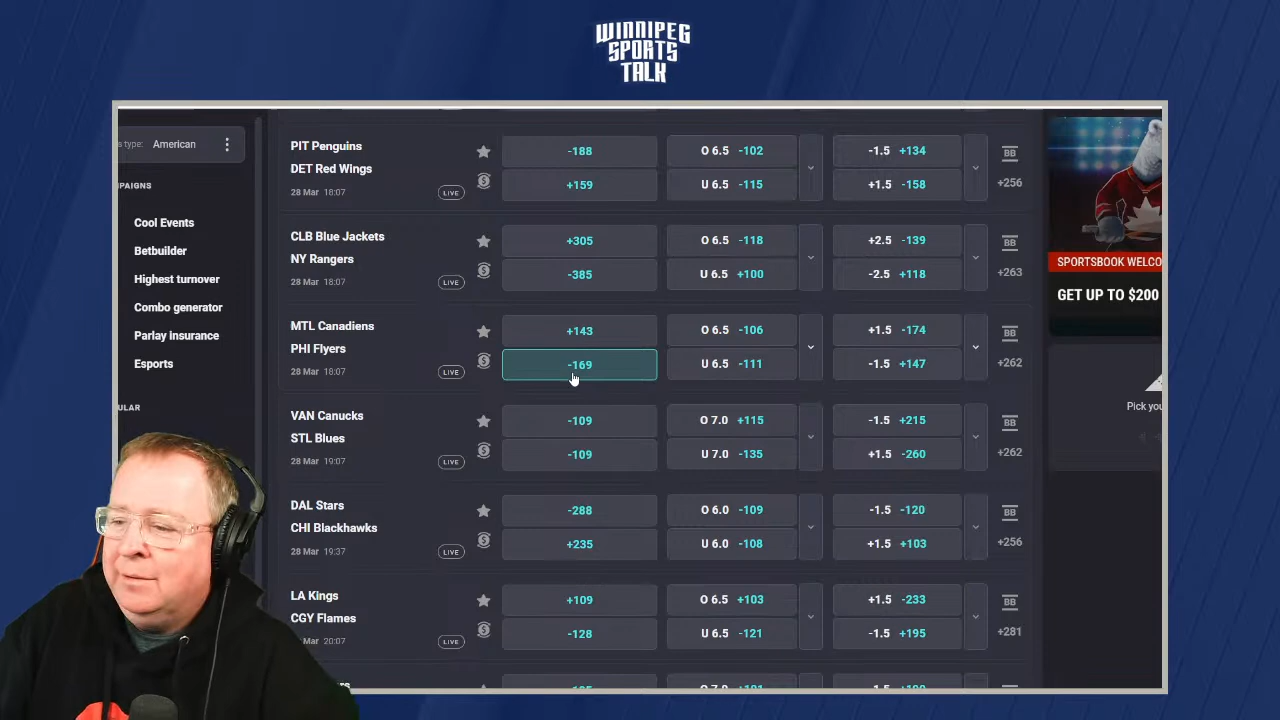 WINNIPEG
SPORTS
TALK
s type: American
PAIGNS
Cool Events
Betbuilder
Highest turnover
Combo generator
Parlay insurance
Esports
ULAR
PIT Penguins
DET Red Wings
28 Mar 18:07
LIVE
-188
+159
O 6.5 -102
U 6.5 -115
-1.5 +134
+1.5 -158
BB
+256
CLB Blue Jackets
NY Rangers
28 Mar 18:07
LIVE
+305
-385
O 6.5 -118
U 6.5 +100
+2.5 -139
-2.5 +118
BB
+263
MTL Canadiens
PHI Flyers
28 Mar 18:07
LIVE
+143
-169
O 6.5 -106
U 6.5 -111
+1.5 -174
-1.5 +147
BB
+262
VAN Canucks
STL Blues
28 Mar 19:07
LIVE
-109
-109
O 7.0 +115
U 7.0 -135
-1.5 +215
+1.5 -260
BB
+262
DAL Stars
CHI Blackhawks
28 Mar 19:37
LIVE
-288
+235
O 6.0 -109
U 6.0 -108
-1.5 -120
+1.5 +103
BB
+256
LA Kings
CGY Flames
Mar 20:07
LIVE
+109
-128
O 6.5 +103
U 6.5 -121
+1.5 -233
-1.5 +195
BB
+281
SPORTSBOOK WELCO
GET UP TO $200
Pick you